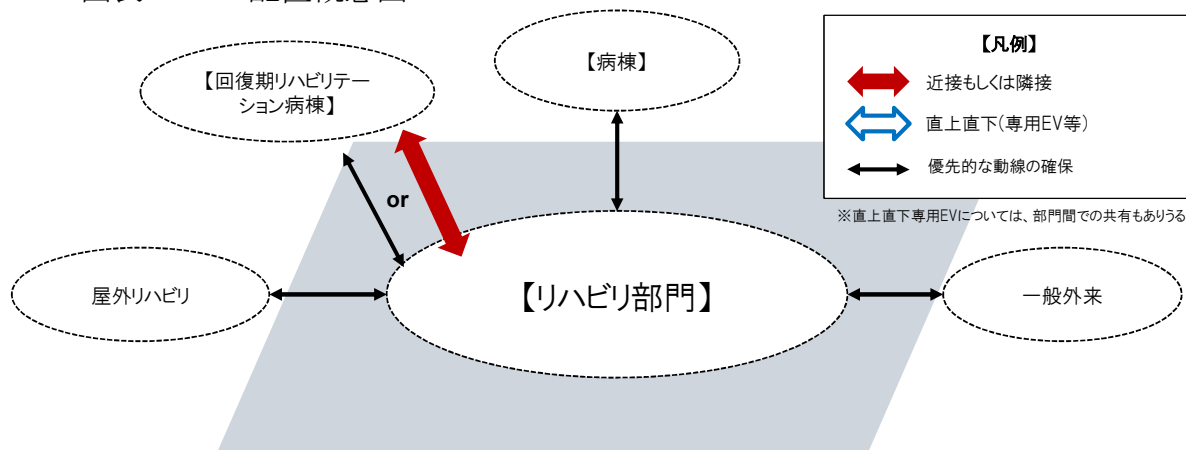 【凡例】
近接もしくは隣接
直上直下(専用EV等)
優先的な動線の確保
※直上直下専用EVについては、部門間での共有もありうる
【回復期リハビリテー
ション病棟】
【病棟】
or
屋外リハビリ
【リハビリ部門】
一般外来